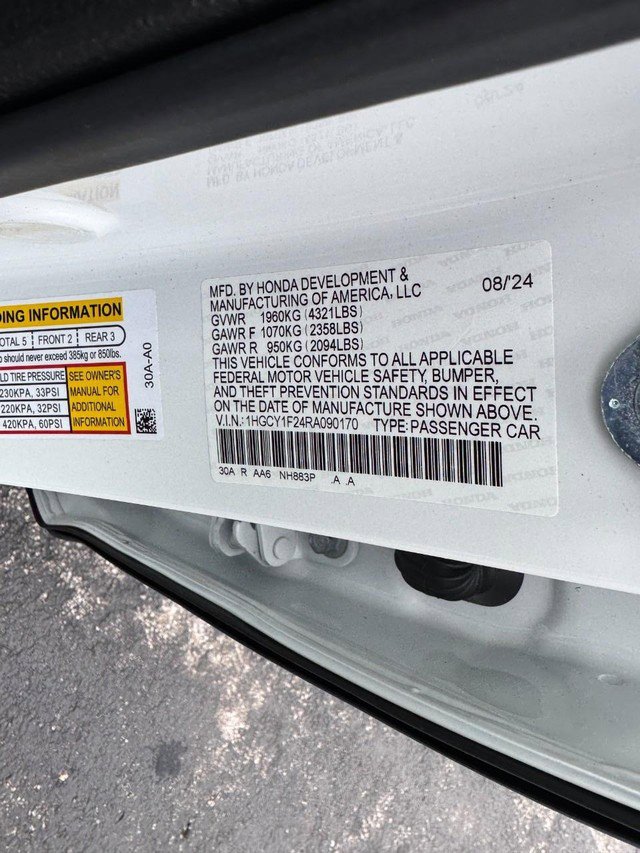 DING INFORMATION
OTAL 5 FRONT 2 REAR 3
o should never exceed 385kg or 850lbs.
LD TIRE PRESSURE
230KPA, 33PSI
220KPA, 32PSI
420KPA, 60PSI
SEE OWNER'S
MANUAL FOR
ADDITIONAL
INFORMATION
30A-A0
MFD. BY HONDA DEVELOPMENT & 08/'24
MANUFACTURING OF AMERICA, LLC
GVWR 1960KG (4321LBS)
GAWR F 1070KG (2358LBS)
GAWR R 950KG (2094LBS)
THIS VEHICLE CONFORMS TO ALL APPLICABLE
FEDERAL MOTOR VEHICLE SAFETY, BUMPER,
AND THEFT PREVENTION STANDARDS IN EFFECT
ON THE DATE OF MANUFACTURE SHOWN ABOVE.
V.I.N.: 1HGCY1F24RA090170 TYPE: PASSENGER CAR
30A R AA6 NH883P .A .A